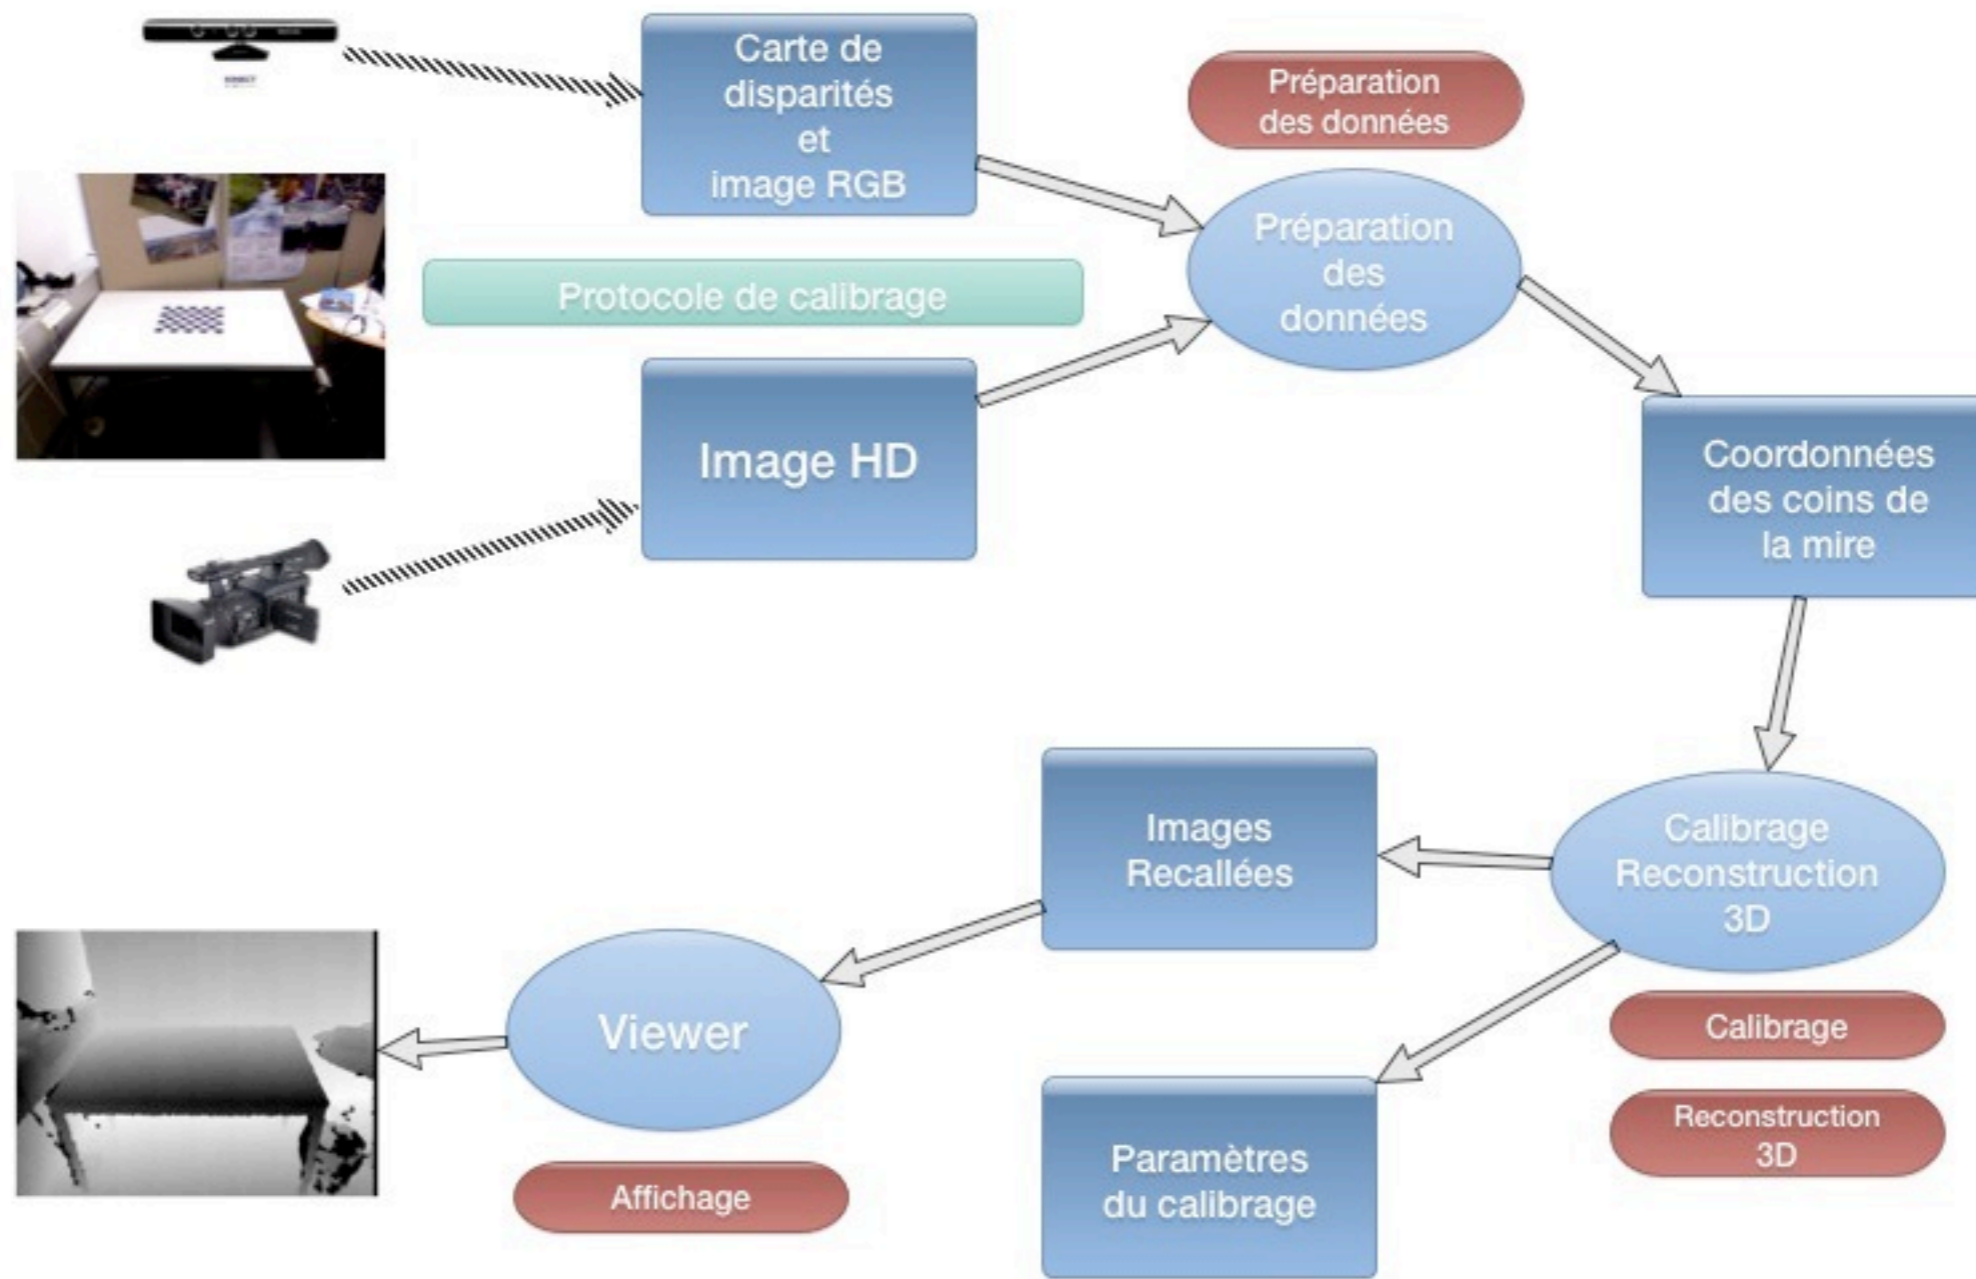 Carte de
disparités
et
image RGB
Préparation
des données
Préparation
des
données
Protocole de calibrage
Image HD
Coordonnées
des coins de
la mire
Images
Recallées
Calibrage
Reconstruction
3D
Viewer
Calibrage
Reconstruction
3D
Paramètres
du calibrage
Affichage